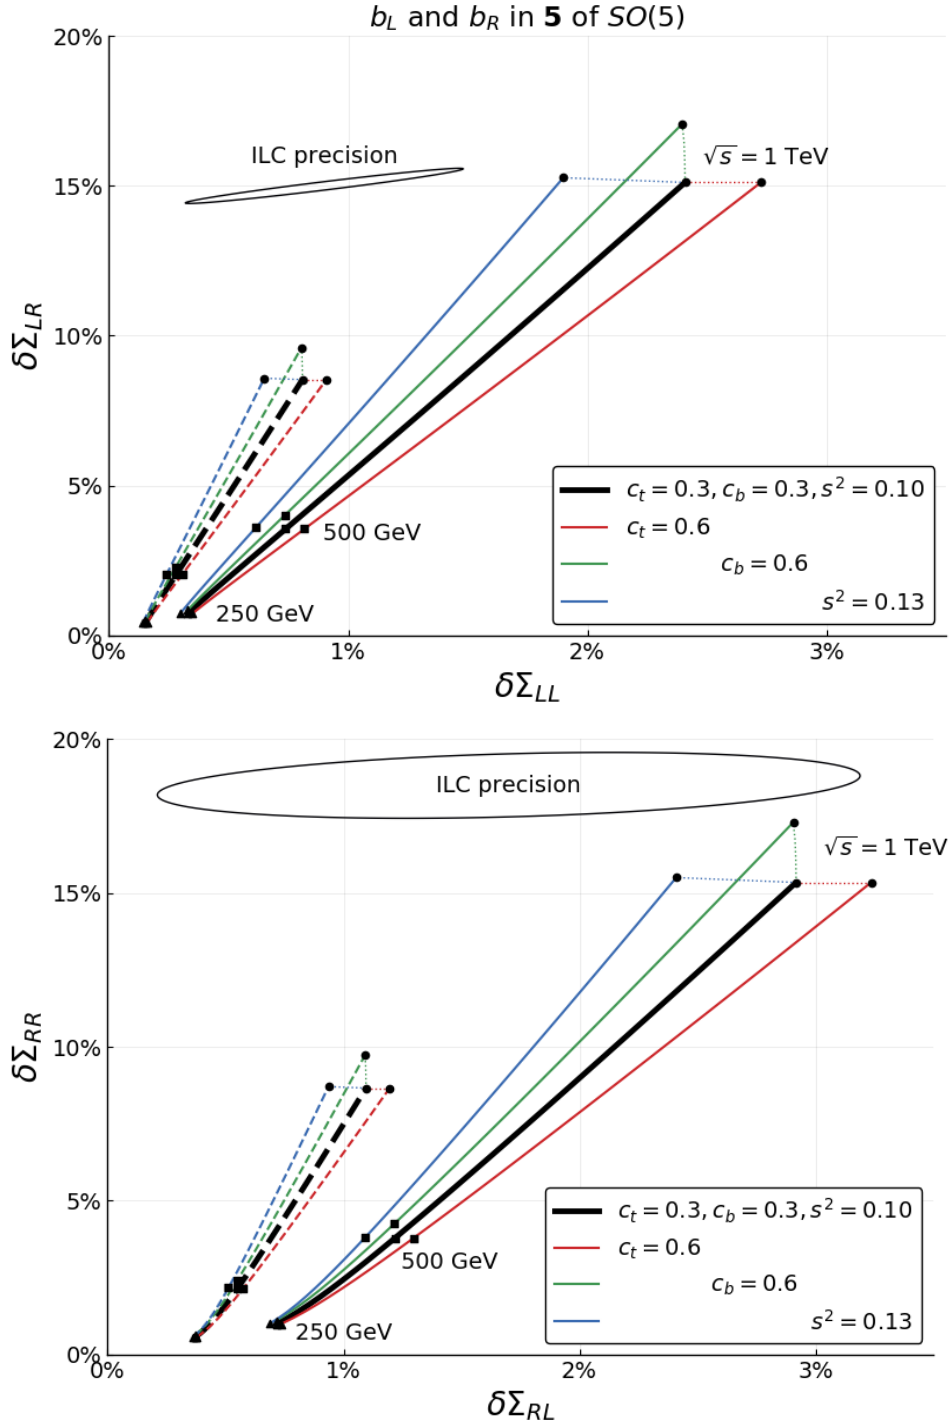 b_L and b_R in 5 of SO(5)
20%
ILC precision
√s = 1 TeV
15%
δΣ_LR
10%
5%
500 GeV
250 GeV
c_t = 0.3, c_b = 0.3, s² = 0.10
c_t = 0.6
c_b = 0.6
s² = 0.13
0%
0% 1% 2% 3%
δΣ_LL
20%
ILC precision
√s = 1 TeV
15%
δΣ_RR
10%
5%
500 GeV
250 GeV
c_t = 0.3, c_b = 0.3, s² = 0.10
c_t = 0.6
c_b = 0.6
s² = 0.13
0%
0% 1% 2% 3%
δΣ_RL